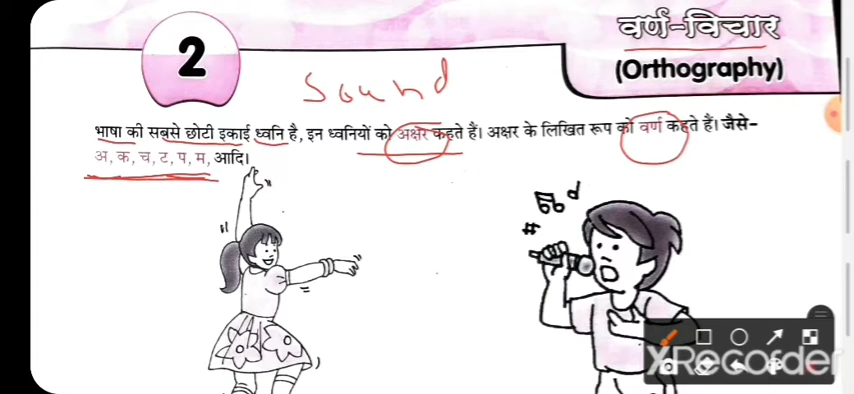 वर्ण-विचार
2
(Orthography)
Sound
भाषा की सबसे छोटी इकाई ध्वनि है, इन ध्वनियों को अक्षर कहते हैं। अक्षर के लिखित रूप को वर्ण कहते हैं। जैसे–
अ, क, च, ट, प, म, आदि।
XRecorder